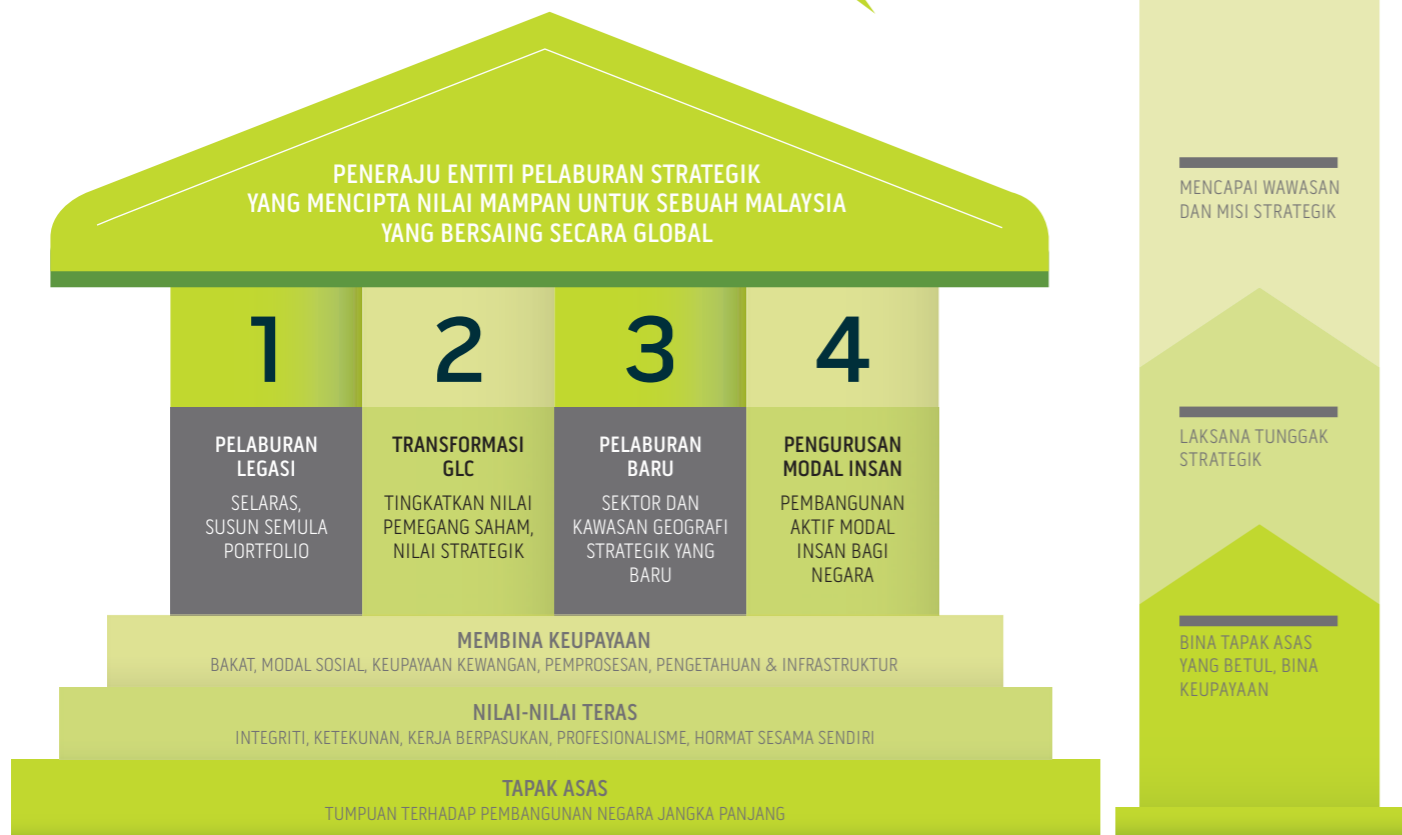 PENERAJU ENTITI PELABURAN STRATEGIK
YANG MENCIPTA NILAI MAMPAN UNTUK SEBUAH MALAYSIA
YANG BERSAING SECARA GLOBAL
1
PELABURAN
LEGASI
SELARAS,
SUSUN SEMULA
PORTFOLIO
2
TRANSFORMASI
GLC
TINGKATKAN NILAI
PEMEGANG SAHAM,
NILAI STRATEGIK
3
PELABURAN
BARU
SEKTOR DAN
KAWASAN GEOGRAFI
STRATEGIK YANG
BARU
4
PENGURUSAN
MODAL INSAN
PEMBANGUNAN
AKTIF MODAL
INSAN BAGI
NEGARA
MEMBINA KEUPAYAAN
BAKAT, MODAL SOSIAL, KEUPAYAAN KEWANGAN, PEMPROSESAN, PENGETAHUAN & INFRASTRUKTUR
NILAI-NILAI TERAS
INTEGRITI, KETEKUNAN, KERJA BERPASUKAN, PROFESIONALISME, HORMAT SESAMA SENDIRI
TAPAK ASAS
TUMPUAN TERHADAP PEMBANGUNAN NEGARA JANGKA PANJANG
MENCAPAI WAWASAN
DAN MISI STRATEGIK
LAKSANA TUNGGAK
STRATEGIK
BINA TAPAK ASAS
YANG BETUL, BINA
KEUPAYAAN